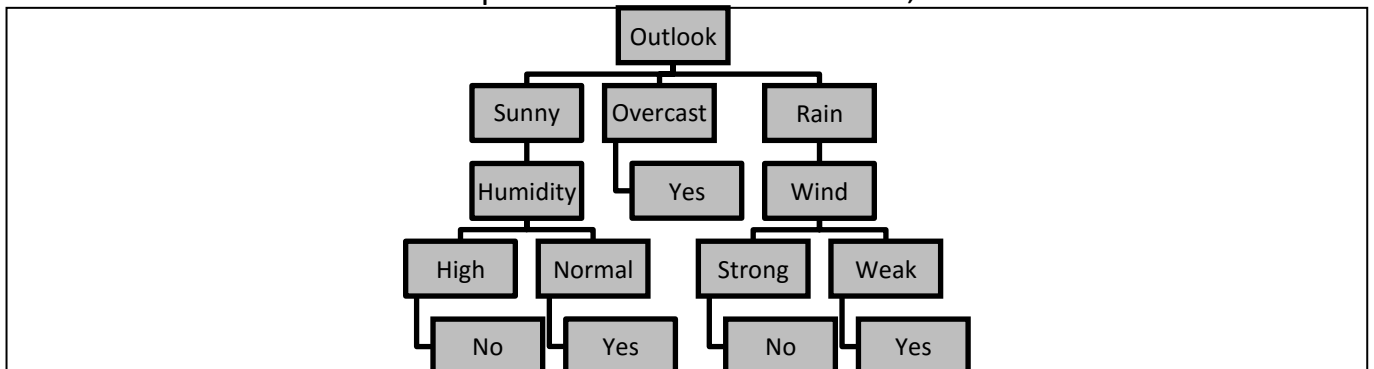 Outlook
Sunny Overcast Rain
Humidity Yes Wind
High Normal Strong Weak
No Yes No Yes